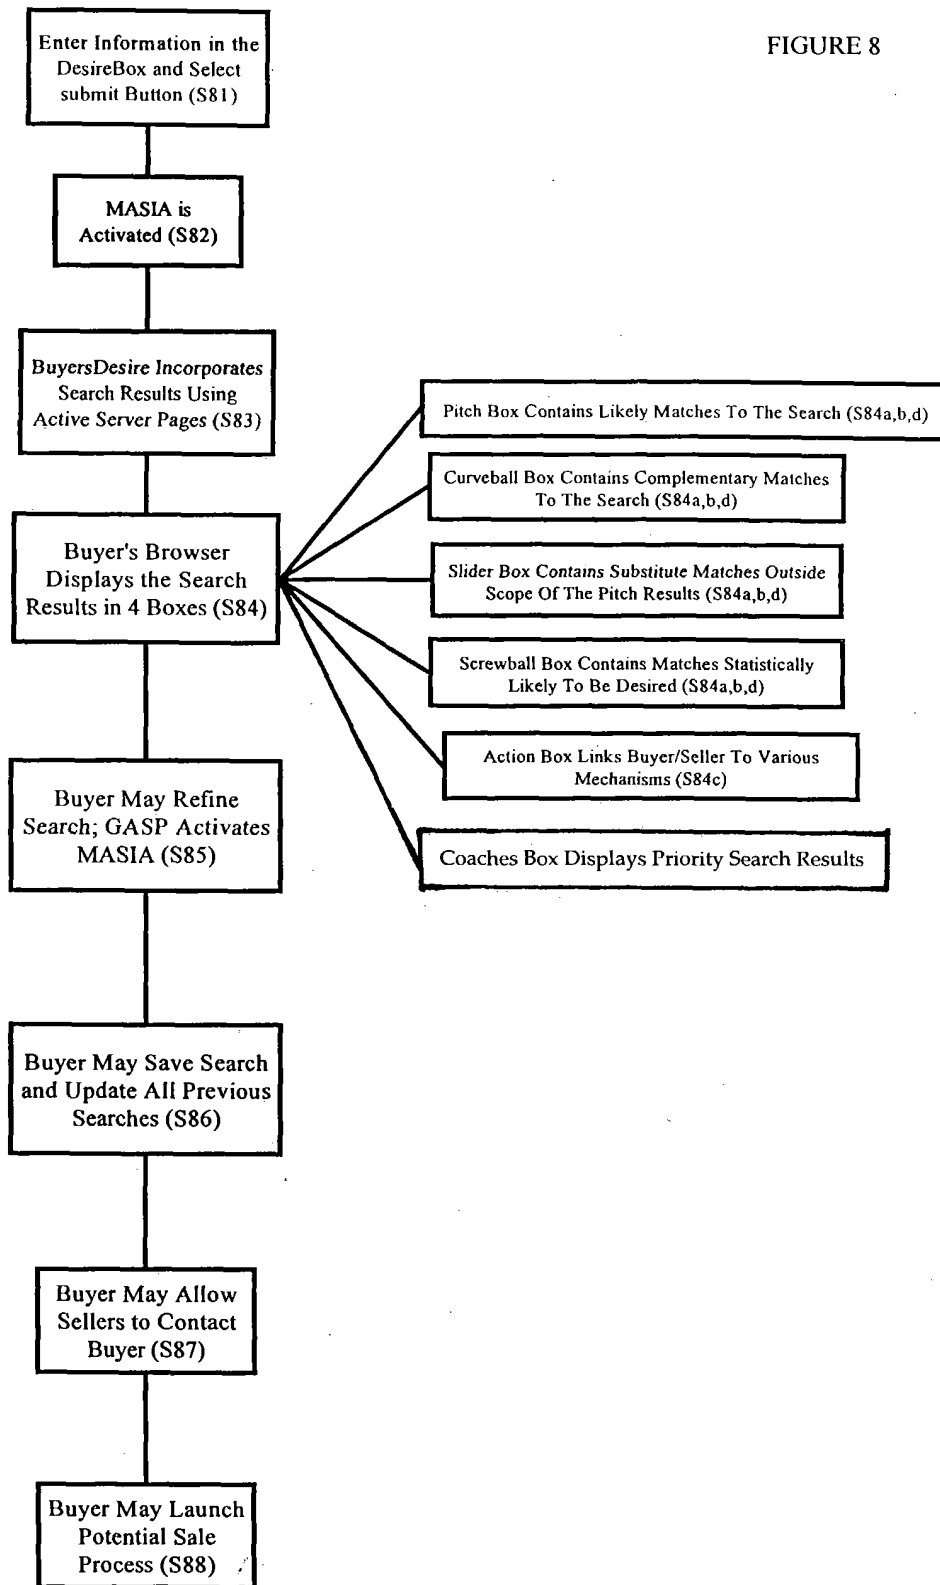 FIGURE 8
Enter Information in the
DesireBox and Select
submit Button (S81)
MASIA is
Activated (S82)
BuyersDesire Incorporates
Search Results Using
Active Server Pages (S83)
Buyer's Browser
Displays the Search
Results in 4 Boxes (S84)
Pitch Box Contains Likely Matches To The Search (S84a,b,d)
Curveball Box Contains Complementary Matches
To The Search (S84a,b,d)
Slider Box Contains Substitute Matches Outside
Scope Of The Pitch Results (S84a,b,d)
Screwball Box Contains Matches Statistically
Likely To Be Desired (S84a,b,d)
Action Box Links Buyer/Seller To Various
Mechanisms (S84c)
Coaches Box Displays Priority Search Results
Buyer May Refine
Search; GASP Activates
MASIA (S85)
Buyer May Save Search
and Update All Previous
Searches (S86)
Buyer May Allow
Sellers to Contact
Buyer (S87)
Buyer May Launch
Potential Sale
Process (S88)